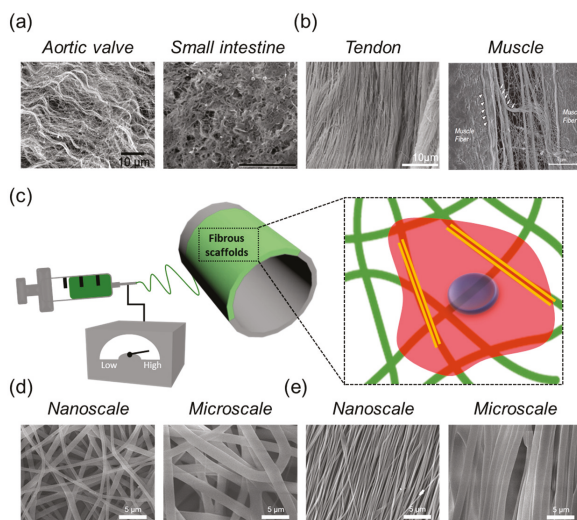 (a)
Aortic valve
Small intestine
10 µm
(b)
Tendon
Muscle
10µm
Muscle
Fiber
Muscle
Fiber
(c)
Fibrous
scaffolds
Low
High
(d)
Nanoscale
Microscale
5 µm
5 µm
(e)
Nanoscale
Microscale
5 µm
5 µm